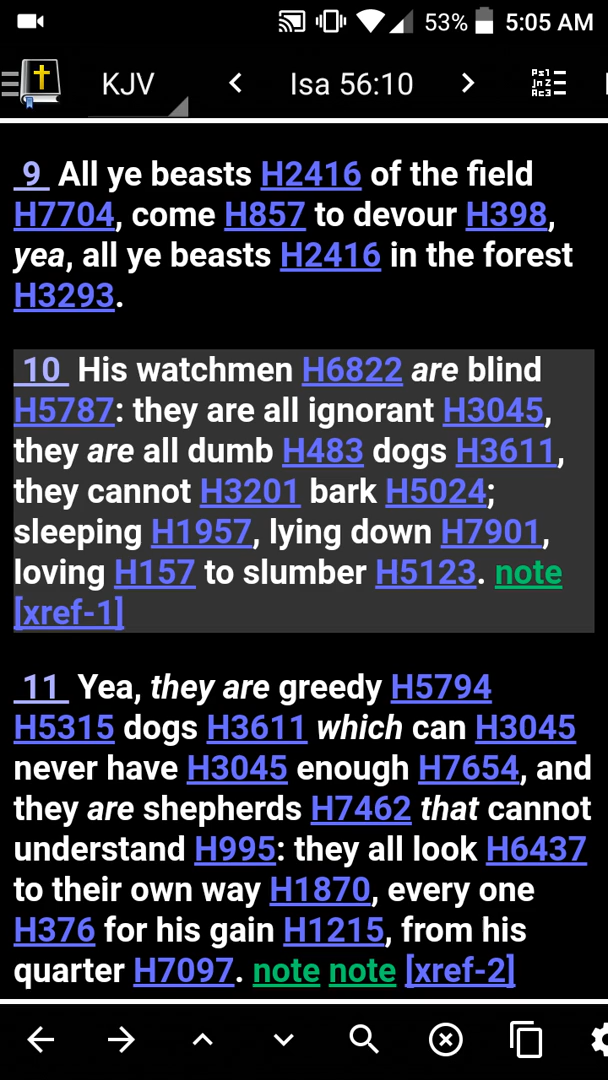 53% 5:05 AM
KJV Isa 56:10 Ps1 Jn2 Ac3
9 All ye beasts H2416 of the field
H7704, come H857 to devour H398,
yea, all ye beasts H2416 in the forest
H3293.
10 His watchmen H6822 are blind
H5787: they are all ignorant H3045,
they are all dumb H483 dogs H3611,
they cannot H3201 bark H5024;
sleeping H1957, lying down H7901,
loving H157 to slumber H5123. note
[xref-1]
11 Yea, they are greedy H5794
H5315 dogs H3611 which can H3045
never have H3045 enough H7654, and
they are shepherds H7462 that cannot
understand H995: they all look H6437
to their own way H1870, every one
H376 for his gain H1215, from his
quarter H7097. note note [xref-2]